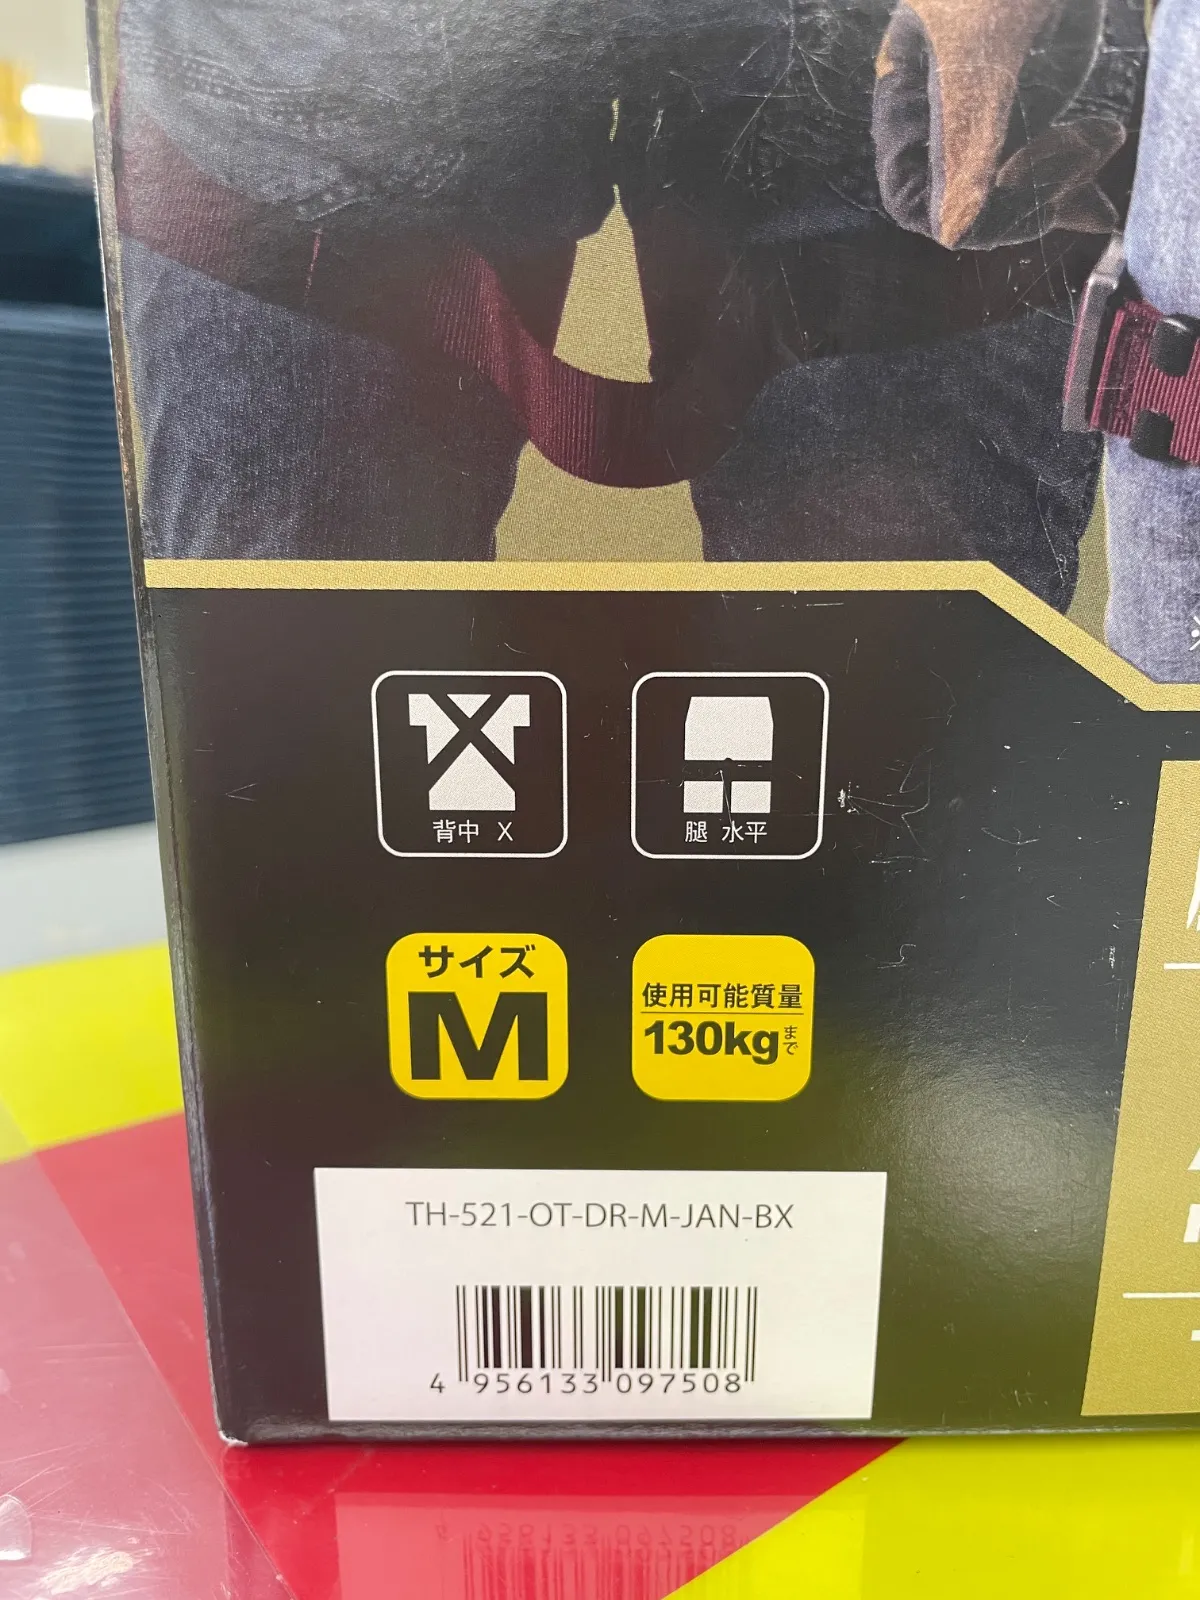 背中 X
腿 水平
サイズ
M
使用可能質量
130kgまで
TH-521-OT-DR-M-JAN-BX
4 956133 097508